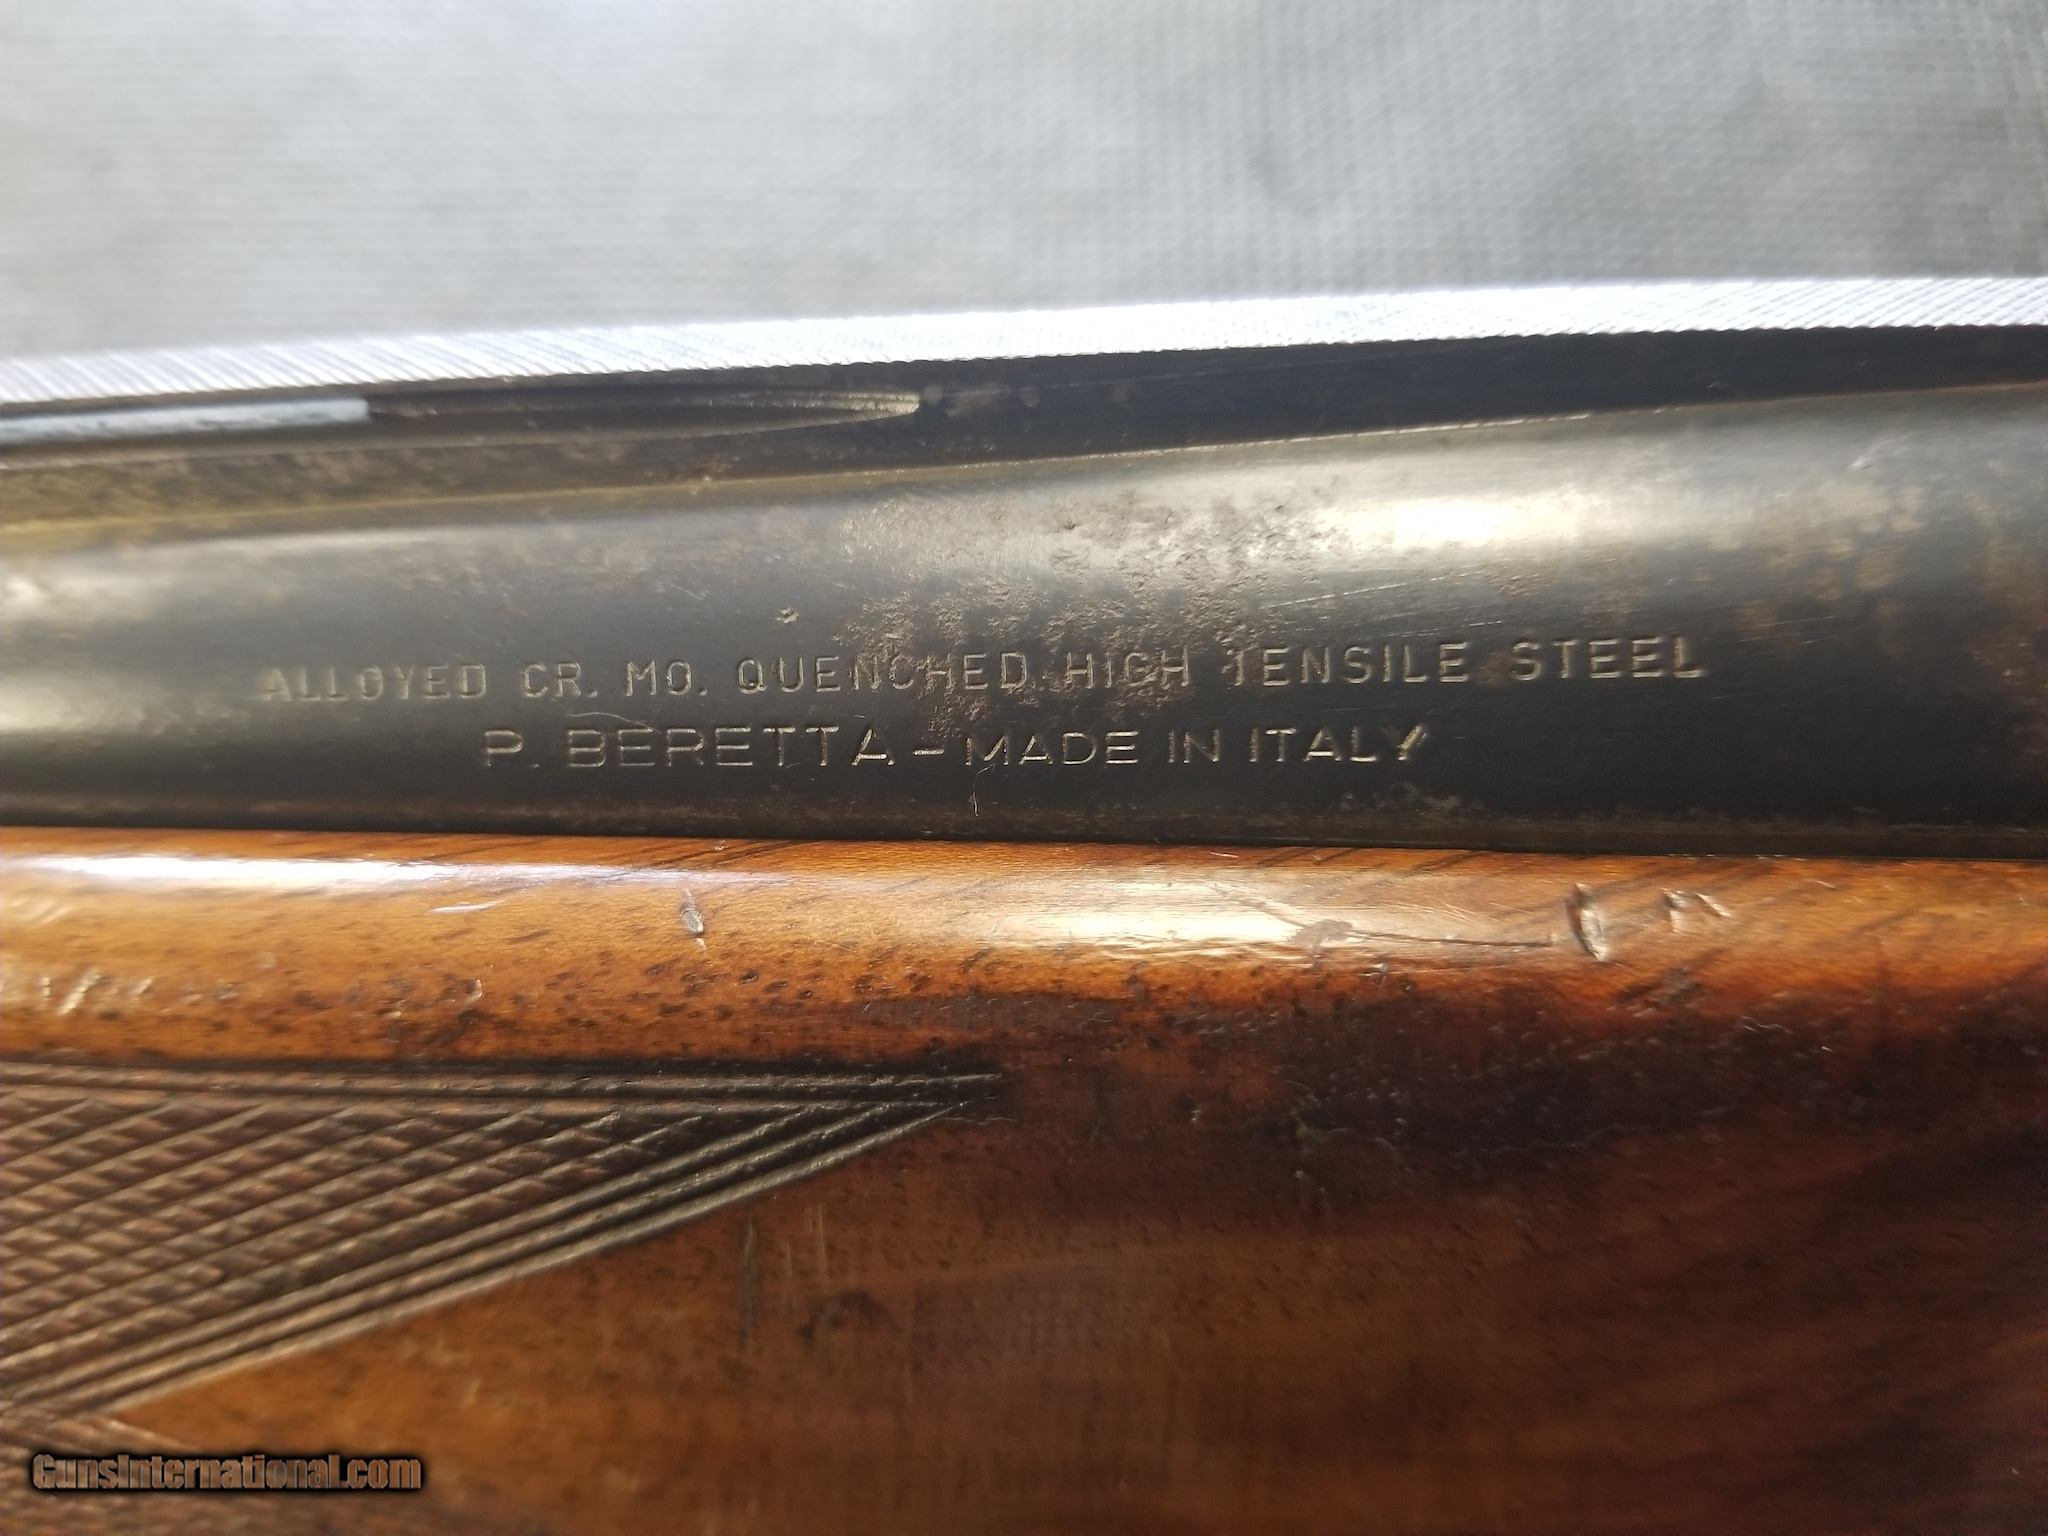 ALLOYED CR. MO. QUENCHED HIGH TENSILE STEEL
P. BERETTA - MADE IN ITALY
GunsInternational.com